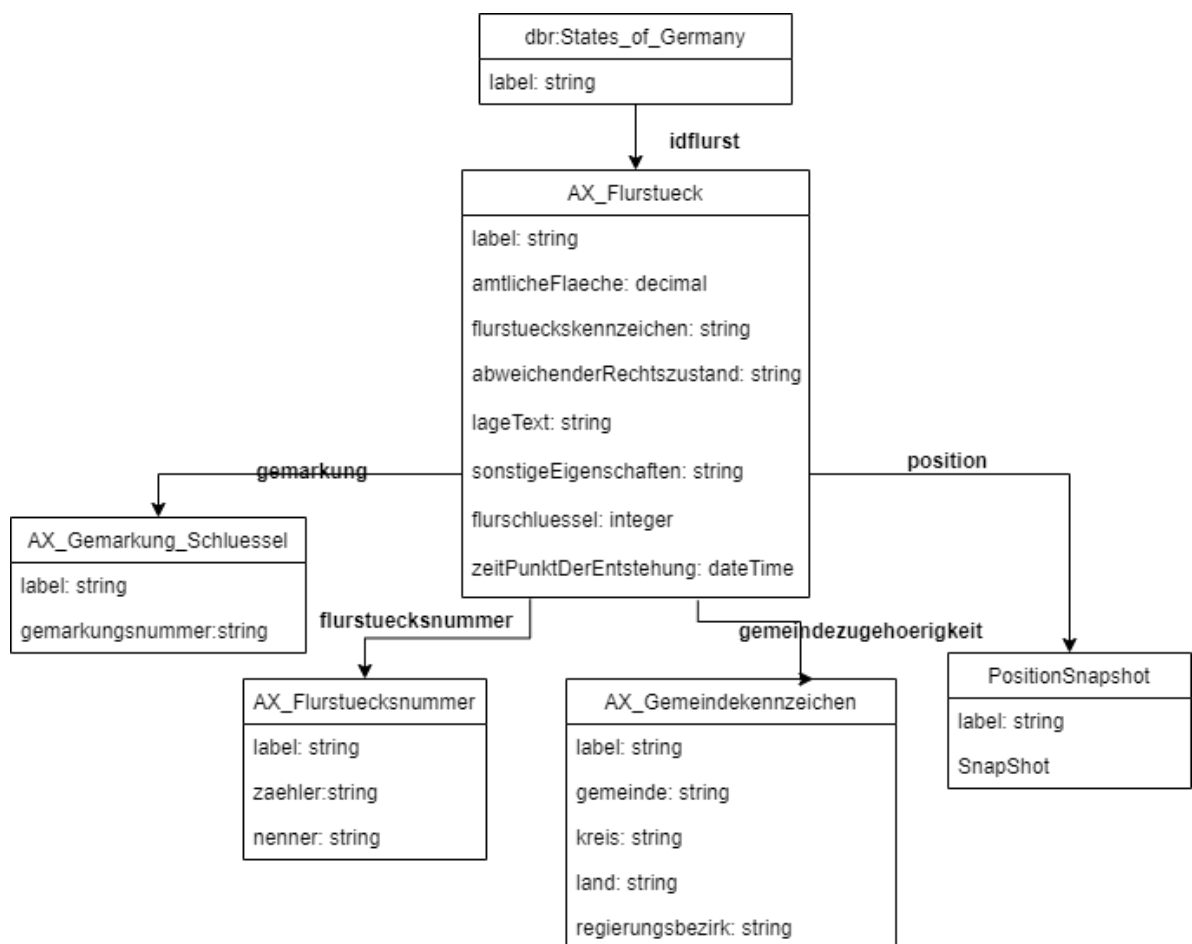 dbr:States_of_Germany
label: string
idflurst
AX_Flurstueck
label: string
amtlicheFlaeche: decimal
flurstueckskennzeichen: string
abweichenderRechtszustand: string
lageText: string
sonstigeEigenschaften: string
flurschluessel: integer
zeitPunktDerEntstehung: dateTime
gemarkung
position
AX_Gemarkung_Schluessel
label: string
gemarkungsnummer:string
flurstuecksnummer
gemeindezugehoerigkeit
AX_Flurstuecksnummer
label: string
zaehler:string
nenner: string
AX_Gemeindekennzeichen
label: string
gemeinde: string
kreis: string
land: string
regierungsbezirk: string
PositionSnapshot
label: string
SnapShot